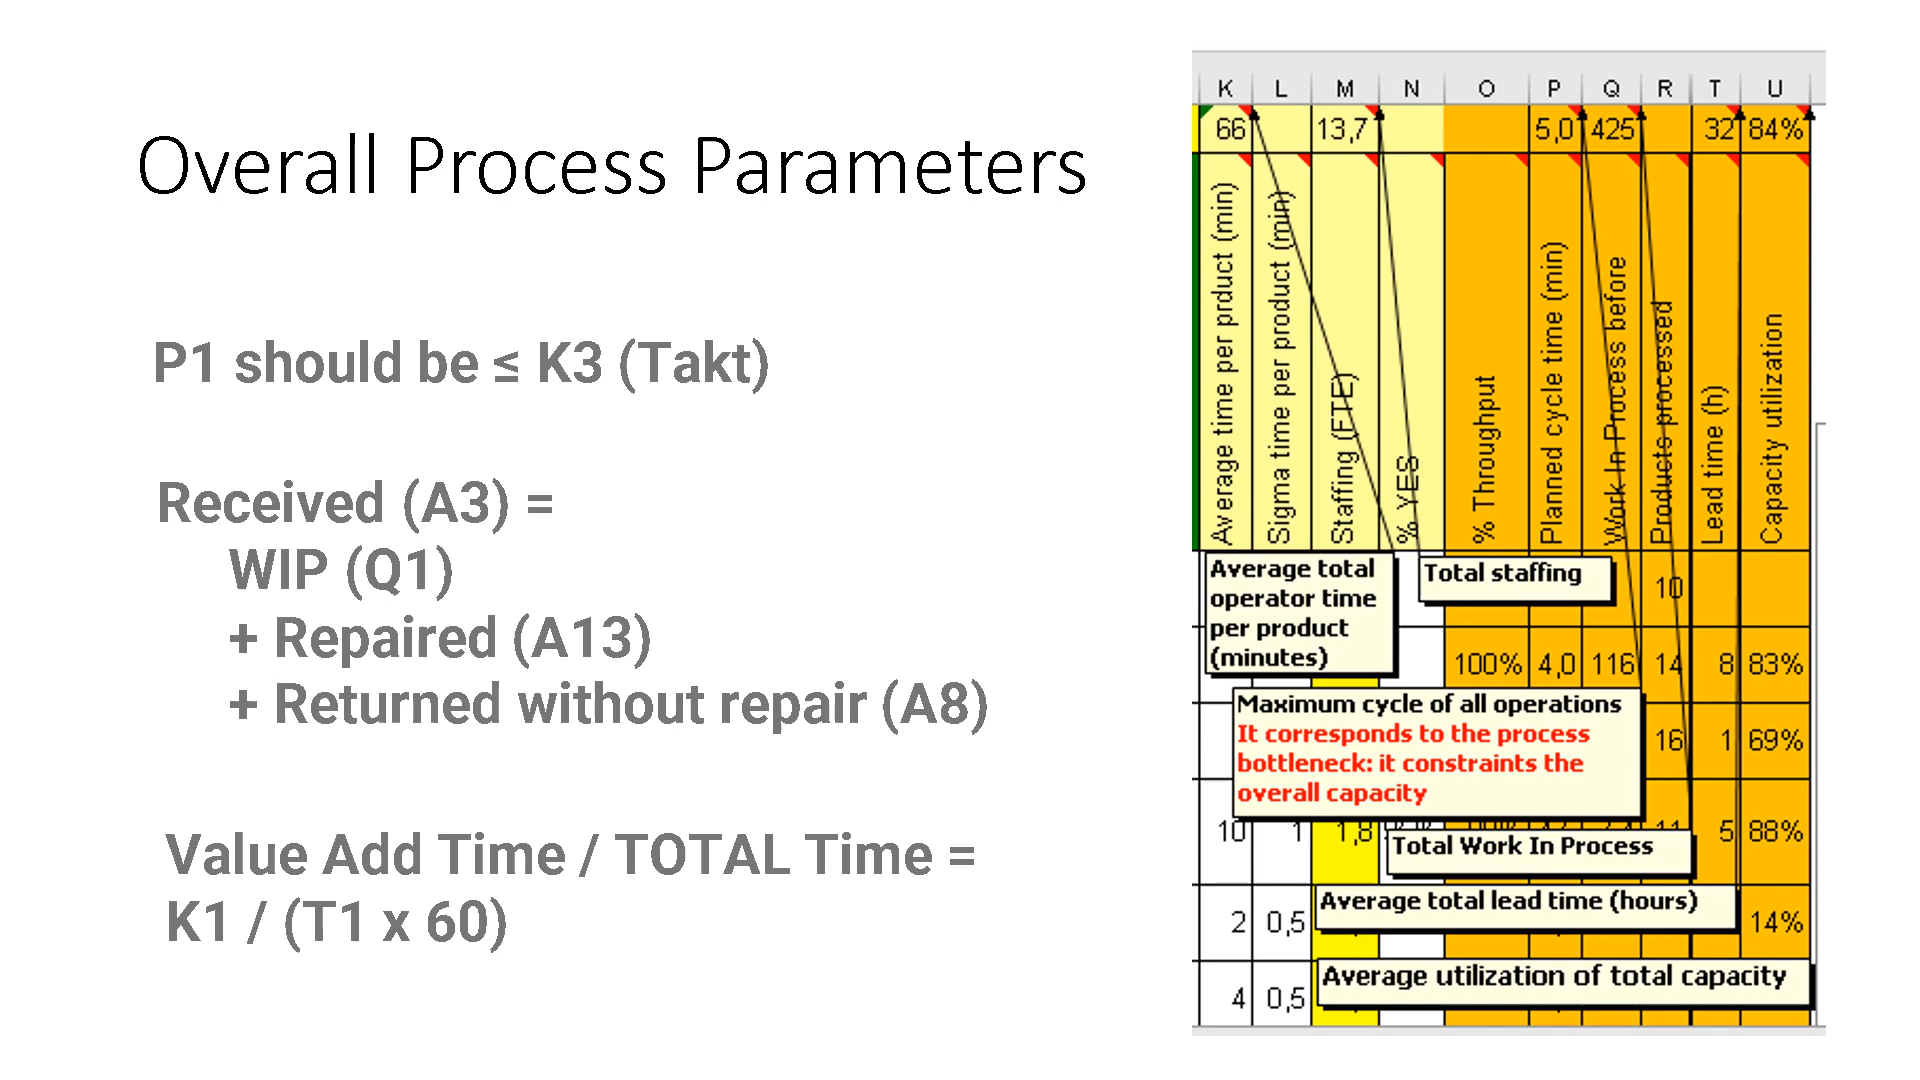 Overall Process Parameters
P1 should be ≤ K3 (Takt)
Received (A3) =
WIP (Q1)
+ Repaired (A13)
+ Returned without repair (A8)
Value Add Time / TOTAL Time =
K1 / (T1 x 60)
K L M N O P Q R T U
66 13,7 5,0 425 32 84%
Average time per prduct (min)
Sigma time per product (min)
Staffing (FTE)
% YES
% Throughput
Planned cycle time (min)
Work In Process before
Products processed
Lead time (h)
Capacity utilization
Average total
operator time
per product
(minutes)
Total staffing
10
100% 4,0 116 14 8 83%
Maximum cycle of all operations
It corresponds to the process
bottleneck: it constraints the
overall capacity
16 1 69%
10 1 1,8 11 5 88%
Total Work In Process
Average total lead time (hours)
2 0,5 14%
Average utilization of total capacity
4 0,5